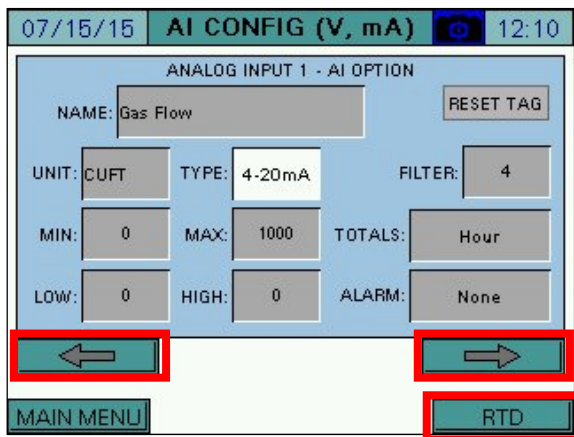 07/15/15 AI CONFIG (V, mA) 12:10
ANALOG INPUT 1 - AI OPTION
NAME: Gas Flow RESET TAG
UNIT: CUFT TYPE: 4-20mA FILTER: 4
MIN: 0 MAX: 1000 TOTALS: Hour
LOW: 0 HIGH: 0 ALARM: None
MAIN MENU RTD